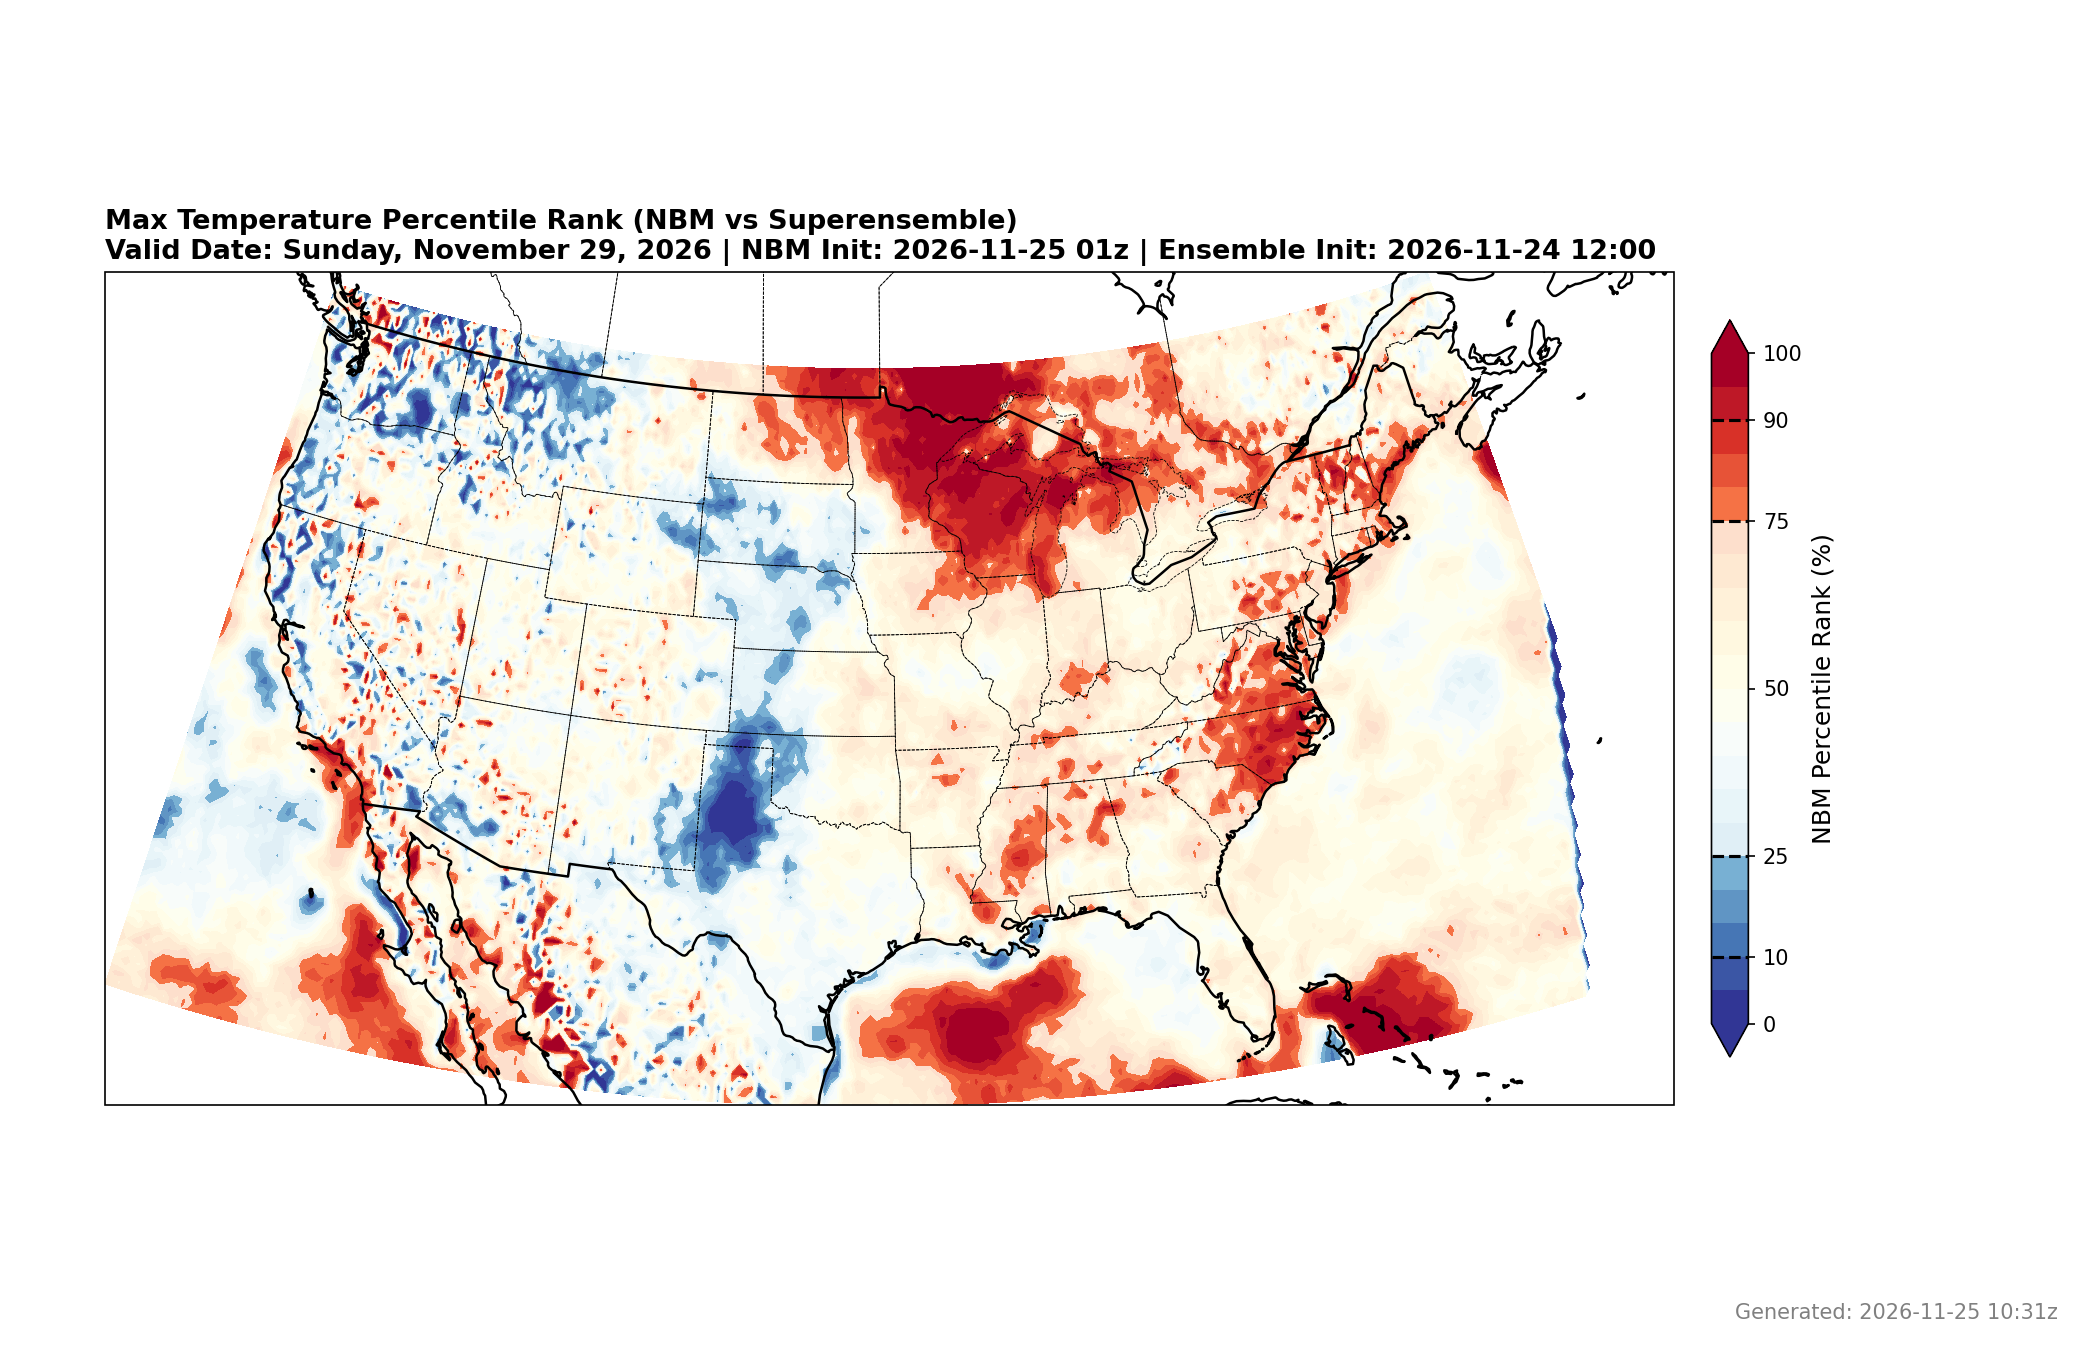 Max Temperature Percentile Rank (NBM vs Superensemble)
Valid Date: Sunday, November 29, 2026 | NBM Init: 2026-11-25 01z | Ensemble Init: 2026-11-24 12:00
100
90
75
50
25
10
0
NBM Percentile Rank (%)
Generated: 2026-11-25 10:31z